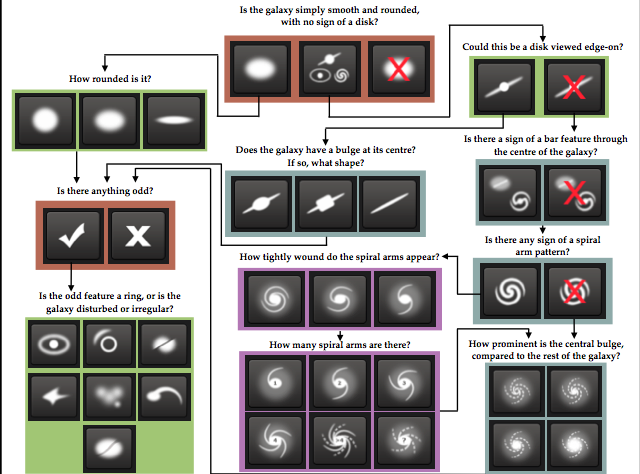 Is the galaxy simply smooth and rounded,
with no sign of a disk?
Could this be a disk viewed edge-on?
How rounded is it?
Is there a sign of a bar feature through
the centre of the galaxy?
Does the galaxy have a bulge at its centre?
If so, what shape?
Is there anything odd?
Is there any sign of a spiral
arm pattern?
How tightly wound do the spiral arms appear?
Is the odd feature a ring, or is the
galaxy disturbed or irregular?
How many spiral arms are there?
How prominent is the central bulge,
compared to the rest of the galaxy?
1
2
3